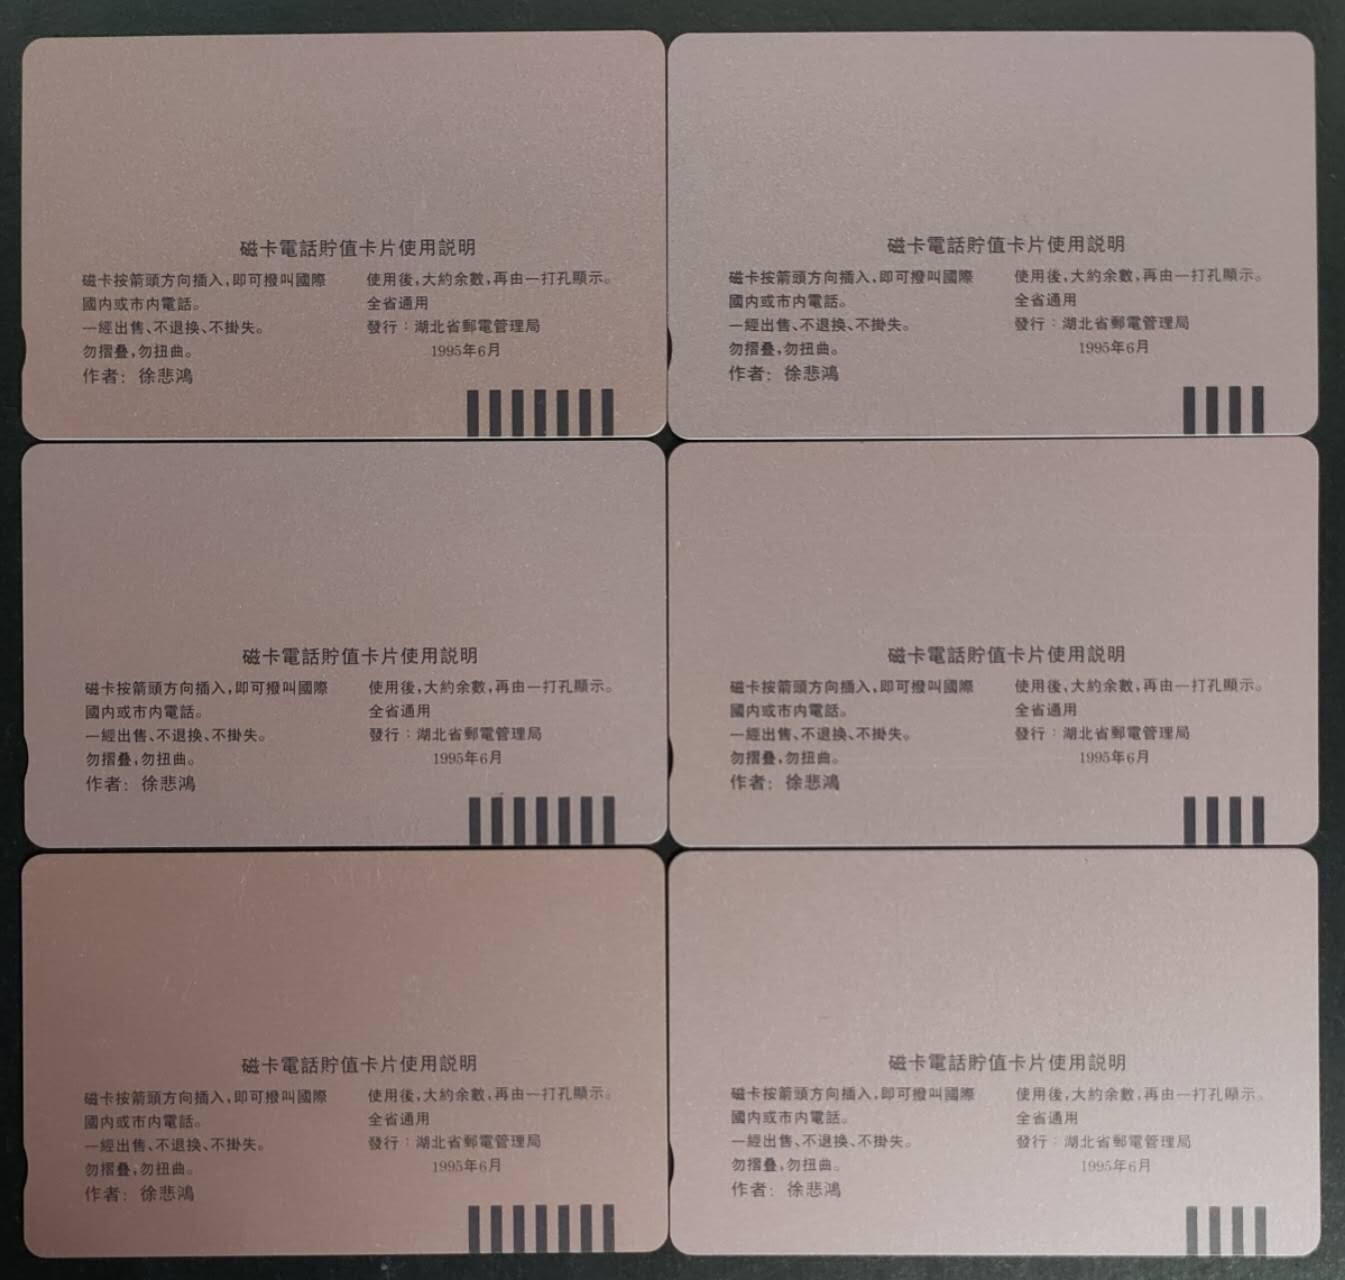 磁卡電話貯值卡片使用説明
磁卡按箭頭方向插入,即可撥叫國際
國内或市内電話。
一經出售、不退换、不掛失。
勿摺叠,勿扭曲。
作者: 徐悲鴻
使用後,大約余數,再由一打孔顯示。
全省通用
發行:湖北省郵電管理局
1995年6月
磁卡電話貯值卡片使用説明
磁卡按箭頭方向插入,即可撥叫國際
國内或市内電話。
一經出售、不退换、不掛失。
勿摺叠,勿扭曲。
作者: 徐悲鴻
使用後,大約余數,再由一打孔顯示。
全省通用
發行:湖北省郵電管理局
1995年6月
磁卡電話貯值卡片使用説明
磁卡按箭頭方向插入,即可撥叫國際
國内或市内電話。
一經出售、不退换、不掛失。
勿摺叠,勿扭曲。
作者: 徐悲鴻
使用後,大約余數,再由一打孔顯示。
全省通用
發行:湖北省郵電管理局
1995年6月
磁卡電話貯值卡片使用説明
磁卡按箭頭方向插入,即可撥叫國際
國内或市内電話。
一經出售、不退换、不掛失。
勿摺叠,勿扭曲。
作者: 徐悲鴻
使用後,大約余數,再由一打孔顯示。
全省通用
發行:湖北省郵電管理局
1995年6月
磁卡電話貯值卡片使用説明
磁卡按箭頭方向插入,即可撥叫國際
國内或市内電話。
一經出售、不退换、不掛失。
勿摺叠,勿扭曲。
作者: 徐悲鴻
使用後,大約余數,再由一打孔顯示。
全省通用
發行:湖北省郵電管理局
1995年6月
磁卡電話貯值卡片使用説明
磁卡按箭頭方向插入,即可撥叫國際
國内或市内電話。
一經出售、不退换、不掛失。
勿摺叠,勿扭曲。
作者: 徐悲鴻
使用後,大約余數,再由一打孔顯示。
全省通用
發行:湖北省郵電管理局
1995年6月